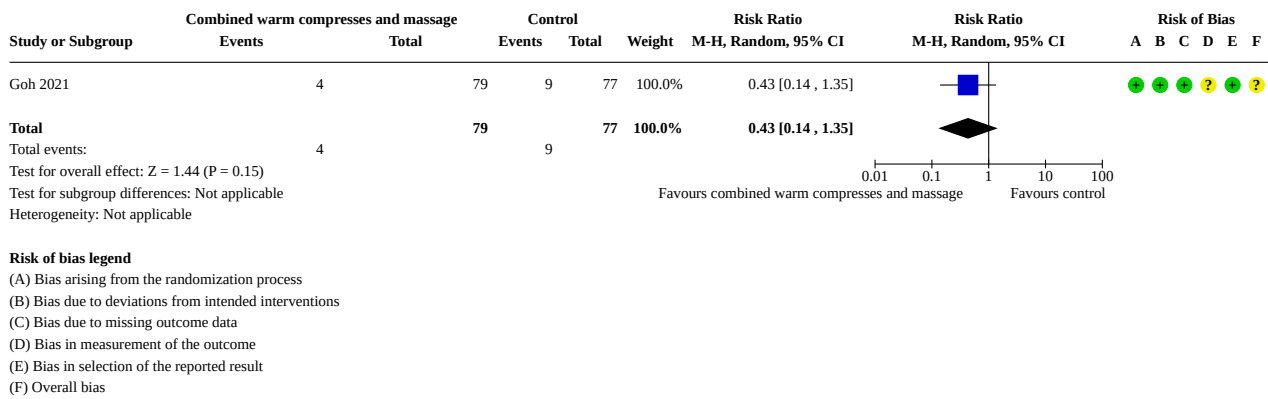 Combined warm compresses and massage Control Risk Ratio Risk Ratio Risk of Bias
Study or Subgroup Events Total Events Total Weight M-H, Random, 95% CI M-H, Random, 95% CI A B C D E F
Goh 2021 4 79 9 77 100.0% 0.43 [0.14 , 1.35] + + + ? + ?
Total 79 77 100.0% 0.43 [0.14 , 1.35]
Total events: 4 9
Test for overall effect: Z = 1.44 (P = 0.15) 0.01 0.1 1 10 100
Test for subgroup differences: Not applicable Favours combined warm compresses and massage Favours control
Heterogeneity: Not applicable
Risk of bias legend
(A) Bias arising from the randomization process
(B) Bias due to deviations from intended interventions
(C) Bias due to missing outcome data
(D) Bias in measurement of the outcome
(E) Bias in selection of the reported result
(F) Overall bias